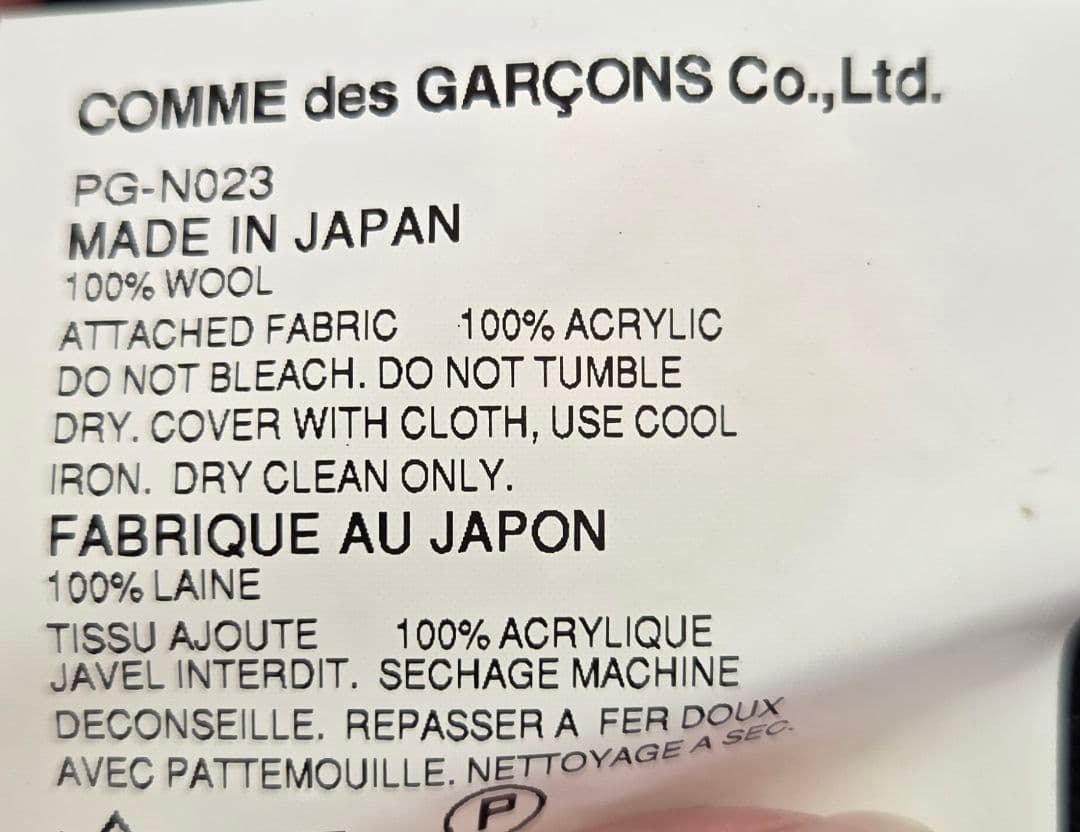 COMME des GARÇONS Co.,Ltd.
PG-N023
MADE IN JAPAN
100% WOOL
ATTACHED FABRIC 100% ACRYLIC
DO NOT BLEACH. DO NOT TUMBLE
DRY. COVER WITH CLOTH, USE COOL
IRON. DRY CLEAN ONLY.
FABRIQUE AU JAPON
100% LAINE
TISSU AJOUTE 100% ACRYLIQUE
JAVEL INTERDIT. SECHAGE MACHINE
DECONSEILLE. REPASSER A FER DOUX
AVEC PATTEMOUILLE. NETTOYAGE A SEC.
P